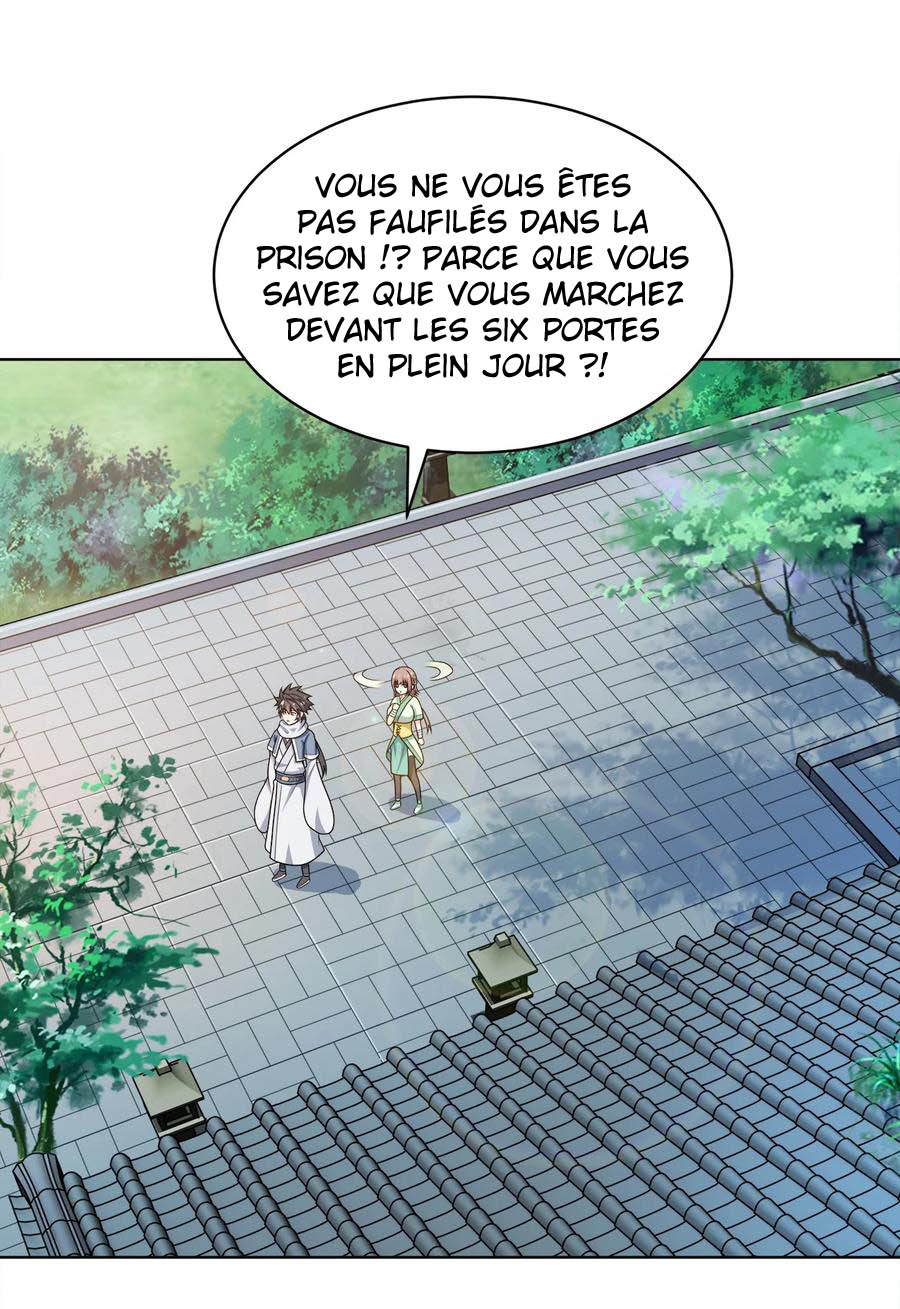 VOUS NE VOUS ÊTES
PAS FAUFILÉS DANS LA
PRISON !? PARCE QUE VOUS
SAVEZ QUE VOUS MARCHEZ
DEVANT LES SIX PORTES
EN PLEIN JOUR ?!